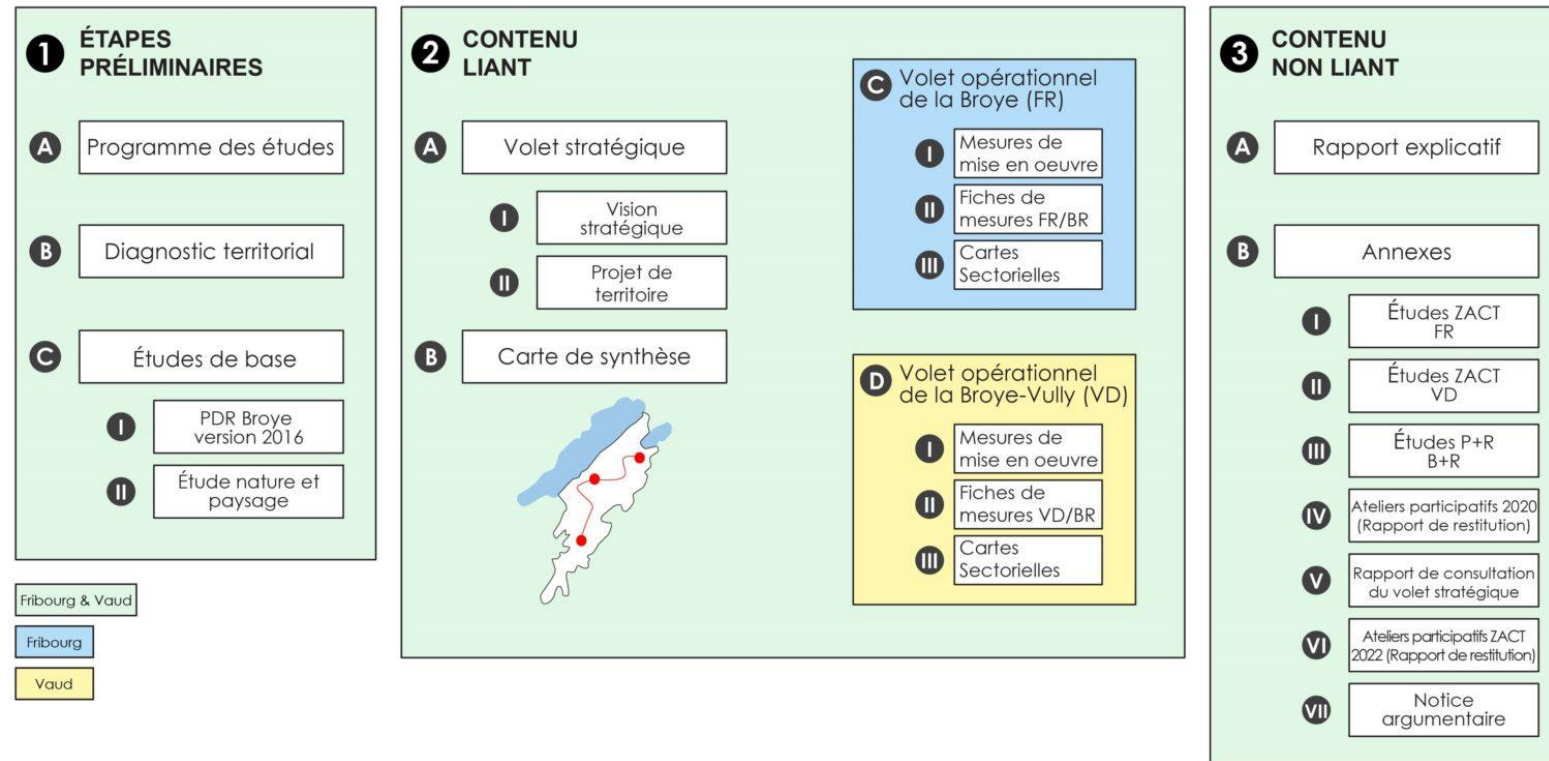 1
ÉTAPES
PRÉLIMINAIRES
A
Programme des études
B
Diagnostic territorial
C
Études de base
I
PDR Broye
version 2016
II
Étude nature et
paysage
2
CONTENU
LIANT
A
Volet stratégique
I
Vision
stratégique
II
Projet de
territoire
B
Carte de synthèse
C
Volet opérationnel
de la Broye (FR)
I
Mesures de
mise en oeuvre
II
Fiches de
mesures FR/BR
III
Cartes
Sectorielles
D
Volet opérationnel
de la Broye-Vully (VD)
I
Mesures de
mise en oeuvre
II
Fiches de
mesures VD/BR
III
Cartes
Sectorielles
3
CONTENU
NON LIANT
A
Rapport explicatif
B
Annexes
I
Études ZACT
FR
II
Études ZACT
VD
III
Études P+R
B+R
IV
Ateliers participatifs 2020
(Rapport de restitution)
V
Rapport de consultation
du volet stratégique
VI
Ateliers participatifs ZACT
2022 (Rapport de restitution)
VII
Notice
argumentaire
Fribourg & Vaud
Fribourg
Vaud